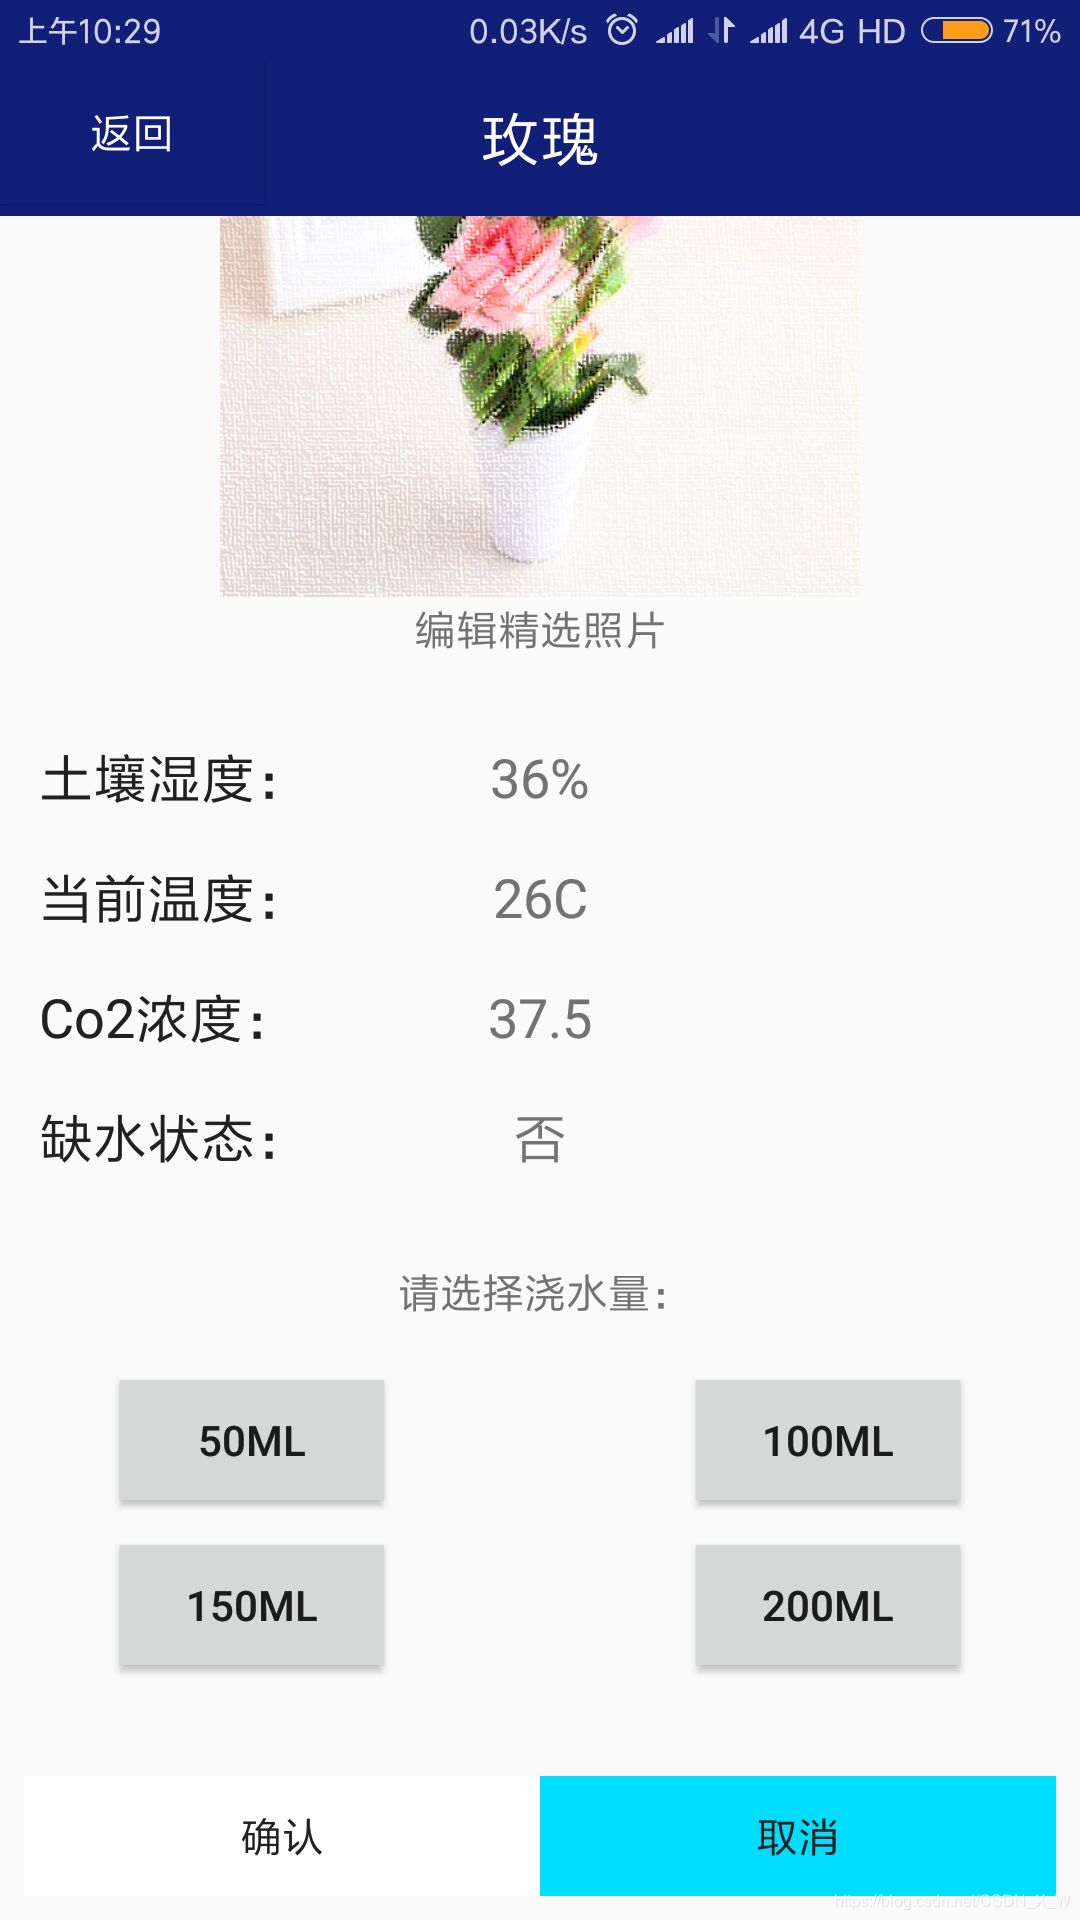 上午10:29 0.03K/s 4G HD 71%
返回 玫瑰
编辑精选照片
土壤湿度: 36%
当前温度: 26C
Co2浓度: 37.5
缺水状态: 否
请选择浇水量:
50ML 100ML
150ML 200ML
确认 取消
https://blog.csdn.net/CSDN_X_W